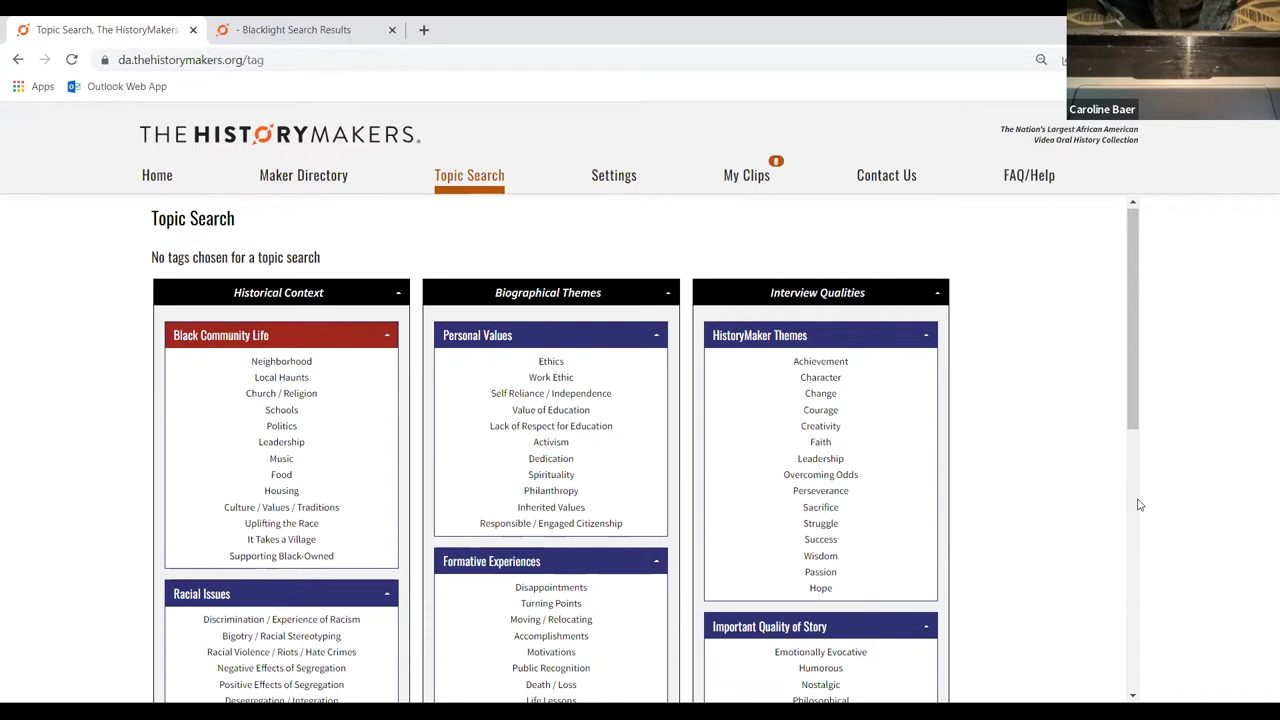 Topic Search, The HistoryMakers
- Blacklight Search Results
da.thehistorymakers.org/tag
Apps
Outlook Web App
Caroline Baer
THE HISTORYMAKERS®
The Nation's Largest African American
Video Oral History Collection
Home
Maker Directory
Topic Search
Settings
My Clips
8
Contact Us
FAQ/Help
Topic Search
No tags chosen for a topic search
Historical Context
Black Community Life
Neighborhood
Local Haunts
Church / Religion
Schools
Politics
Leadership
Music
Food
Housing
Culture / Values / Traditions
Uplifting the Race
It Takes a Village
Supporting Black-Owned
Racial Issues
Discrimination / Experience of Racism
Bigotry / Racial Stereotyping
Racial Violence / Riots / Hate Crimes
Negative Effects of Segregation
Positive Effects of Segregation
Desegregation / Integration
Biographical Themes
Personal Values
Ethics
Work Ethic
Self Reliance / Independence
Value of Education
Lack of Respect for Education
Activism
Dedication
Spirituality
Philanthropy
Inherited Values
Responsible / Engaged Citizenship
Formative Experiences
Disappointments
Turning Points
Moving / Relocating
Accomplishments
Motivations
Public Recognition
Death / Loss
Life Lessons
Interview Qualities
HistoryMaker Themes
Achievement
Character
Change
Courage
Creativity
Faith
Leadership
Overcoming Odds
Perseverance
Sacrifice
Struggle
Success
Wisdom
Passion
Hope
Important Quality of Story
Emotionally Evocative
Humorous
Nostalgic
Philosophical